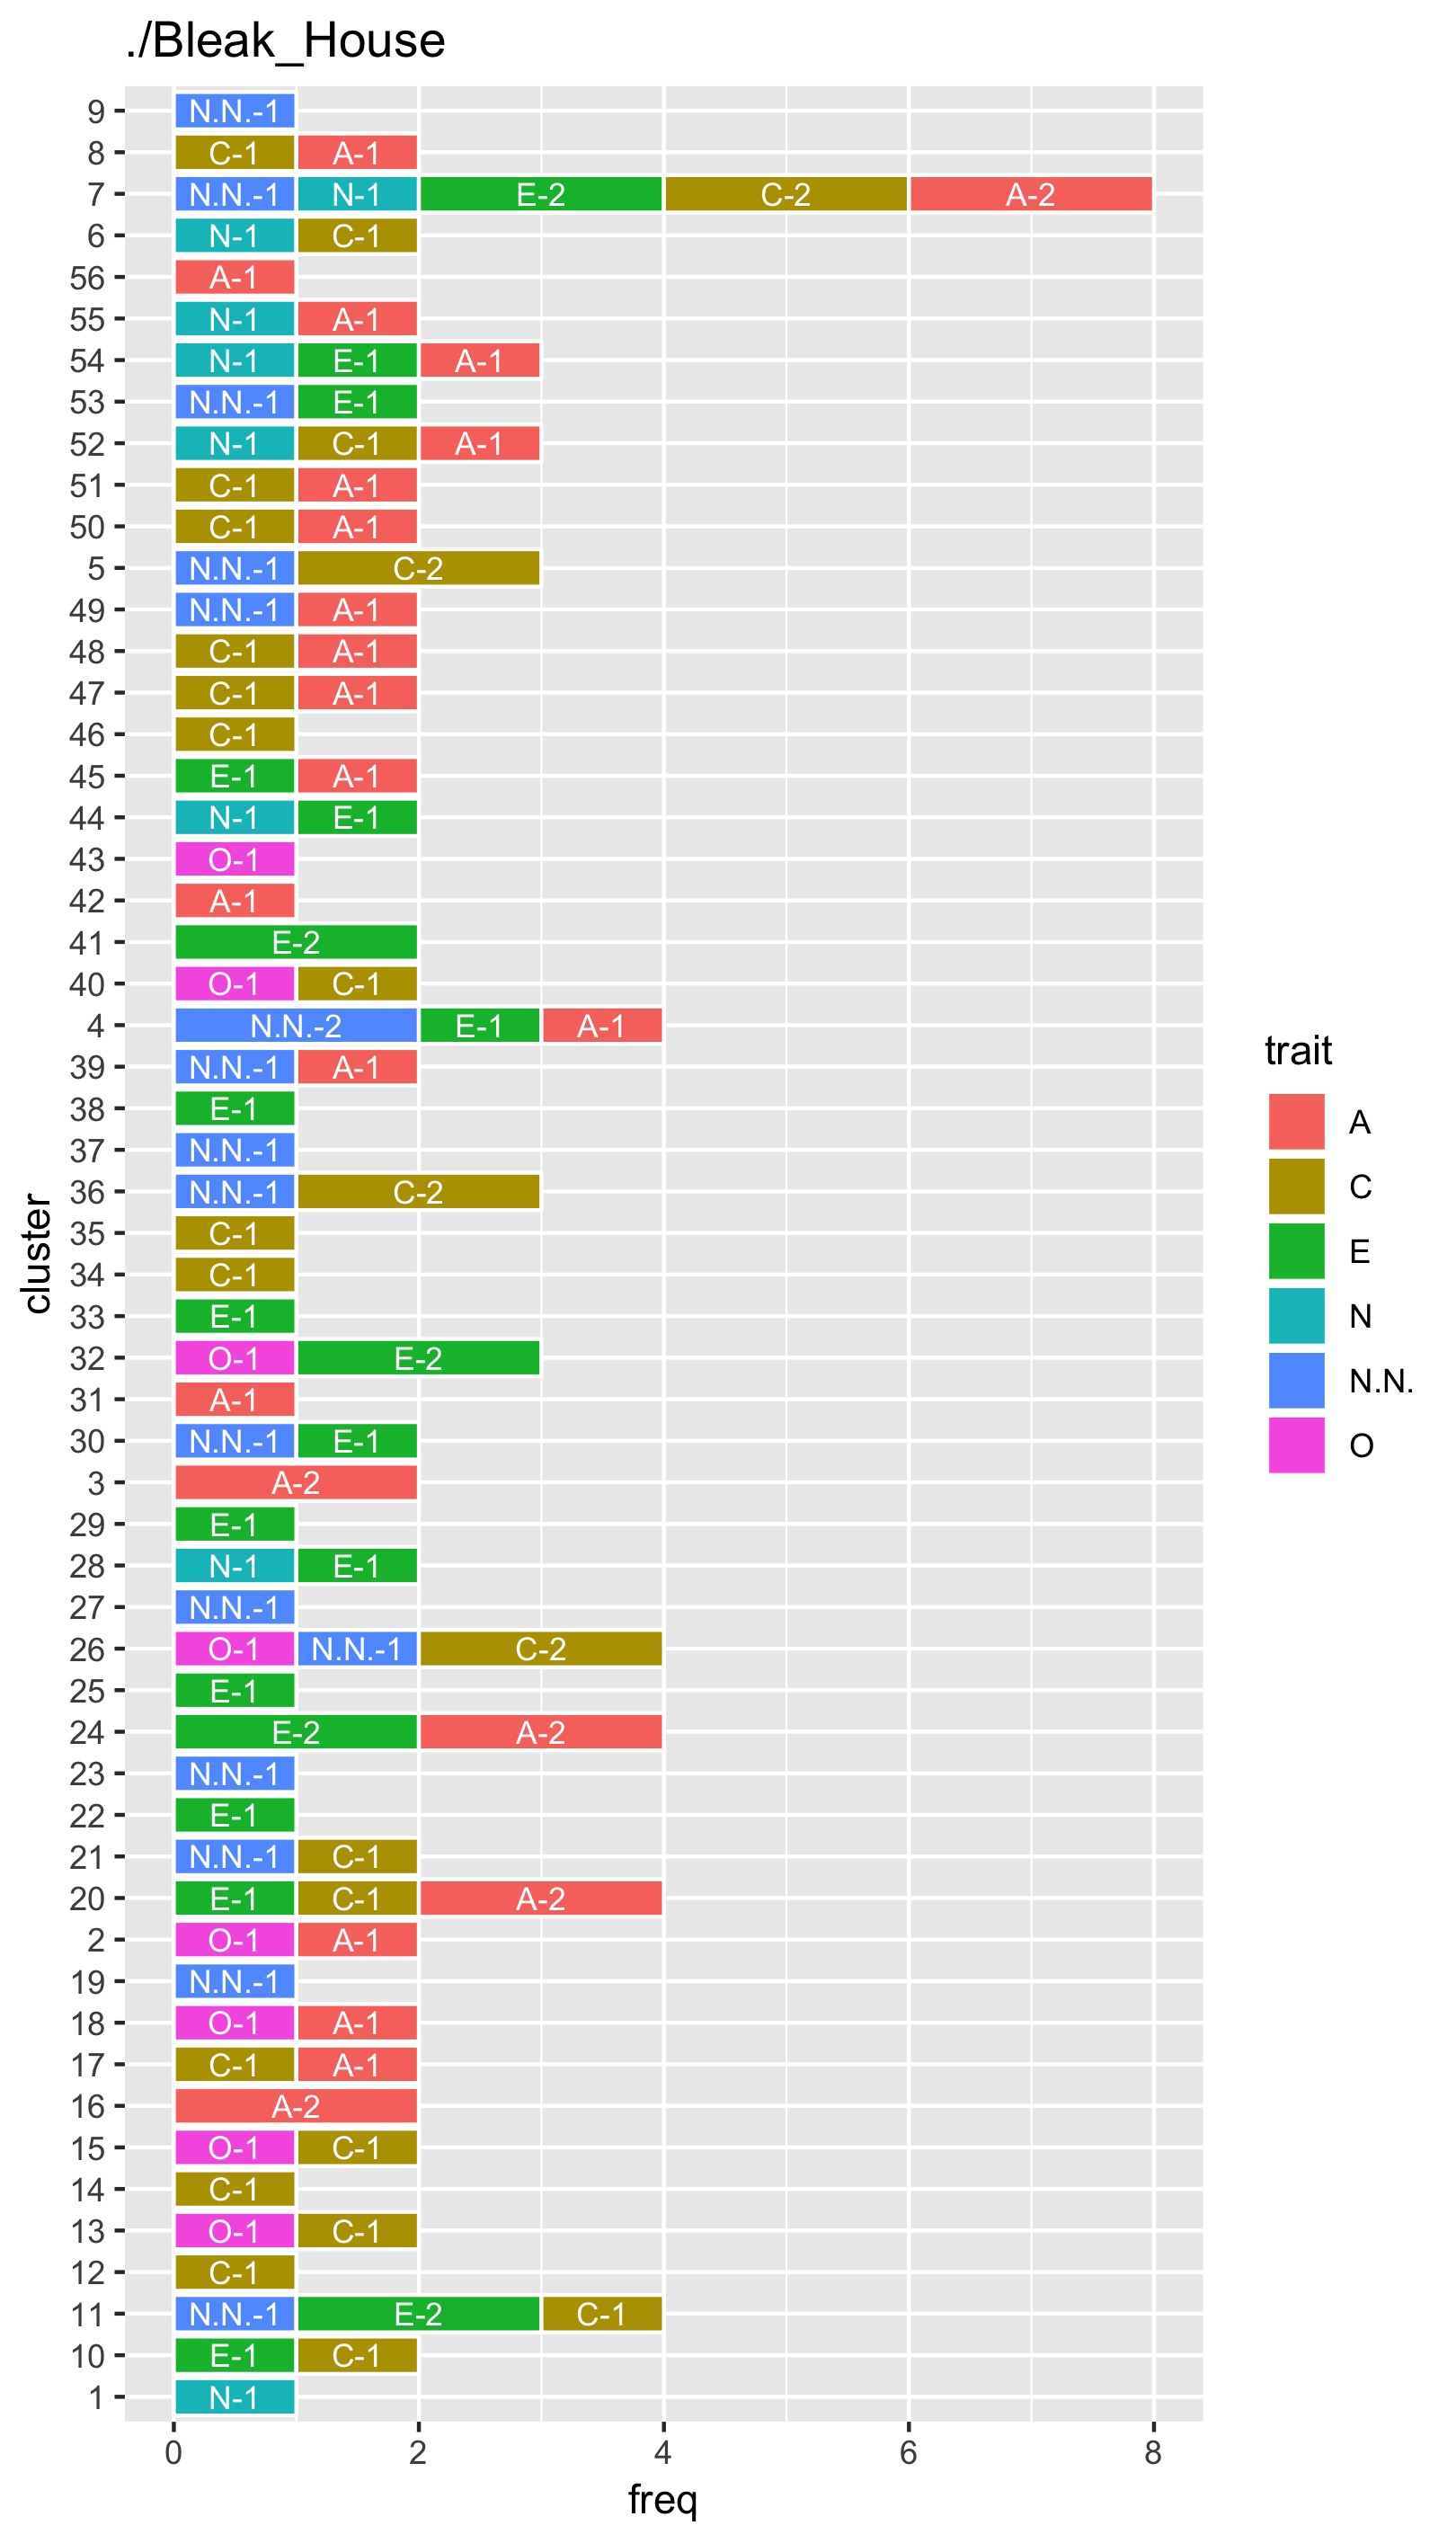 ./Bleak_House
9 N.N.-1
8 C-1 A-1
7 N.N.-1 N-1 E-2 C-2 A-2
6 N-1 C-1
56 A-1
55 N-1 A-1
54 N-1 E-1 A-1
53 N.N.-1 E-1
52 N-1 C-1 A-1
51 C-1 A-1
50 C-1 A-1
5 N.N.-1 C-2
49 N.N.-1 A-1
48 C-1 A-1
47 C-1 A-1
46 C-1
45 E-1 A-1
44 N-1 E-1
43 O-1
42 A-1
41 E-2
40 O-1 C-1
4 N.N.-2 E-1 A-1
39 N.N.-1 A-1
38 E-1
37 N.N.-1
36 N.N.-1 C-2
35 C-1
34 C-1
33 E-1
32 O-1 E-2
31 A-1
30 N.N.-1 E-1
3 A-2
29 E-1
28 N-1 E-1
27 N.N.-1
26 O-1 N.N.-1 C-2
25 E-1
24 E-2 A-2
23 N.N.-1
22 E-1
21 N.N.-1 C-1
20 E-1 C-1 A-2
2 O-1 A-1
19 N.N.-1
18 O-1 A-1
17 C-1 A-1
16 A-2
15 O-1 C-1
14 C-1
13 O-1 C-1
12 C-1
11 N.N.-1 E-2 C-1
10 E-1 C-1
1 N-1
0 2 4 6 8
freq
cluster
trait
A
C
E
N
N.N.
O